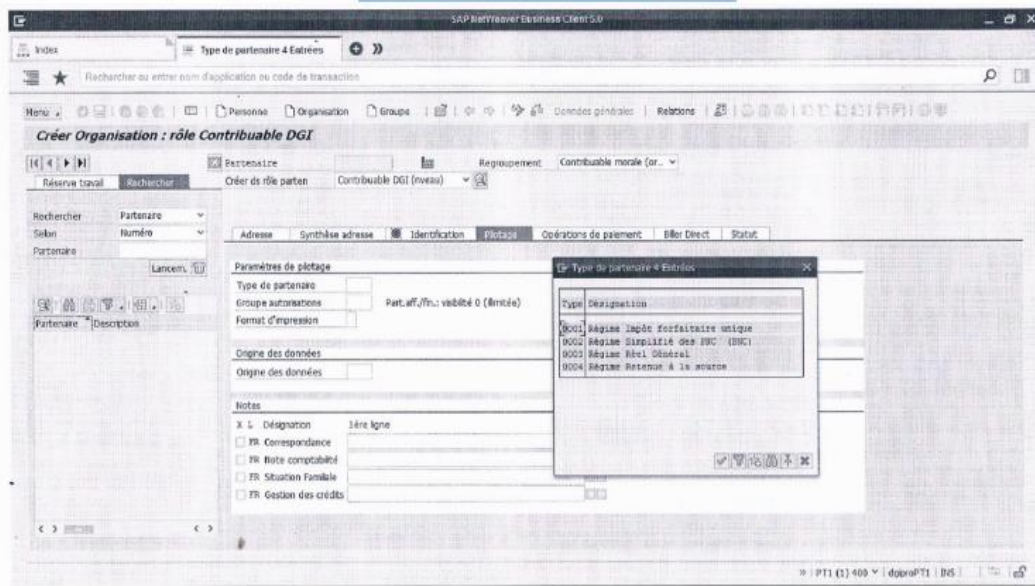 SAP NetWeaver Business Client 5.0
Index
Type de partenaire 4 Entrées
Rechercher ou entrer nom d'application ou code de transaction
Menu
Personne Organisation Groupe Données générales Relations
Créer Organisation : rôle Contribuable DGI
Partenaire Regroupement Contribuable morale (or...
Réserve travail Rechercher Créer ds rôle parten Contribuable DGI (nveau)
Rechercher Partenaire
Selon Numéro
Partenaire
Lancem.
Adresse Synthèse adresse Identification Pilotage Opérations de paiement Biller Direct Statut
Partenaire Description
Paramètres de pilotage
Type de partenaire
Groupe autorisations Part.aff./fin.: visibilité 0 (illimitée)
Format d'impression
Origine des données
Origine des données
Notes
X L Désignation 1ère ligne
FR Correspondance
FR Note comptabilité
FR Situation Familiale
FR Gestion des crédits
Type de partenaire 4 Entrées
Type Désignation
0001 Régime Impôt forfaitaire unique
0002 Régime Simplifié des BNC (BNC)
0003 Régime Réel Général
0004 Régime Retenue à la source
PT1 (1) 400 dgiproPT1 INS